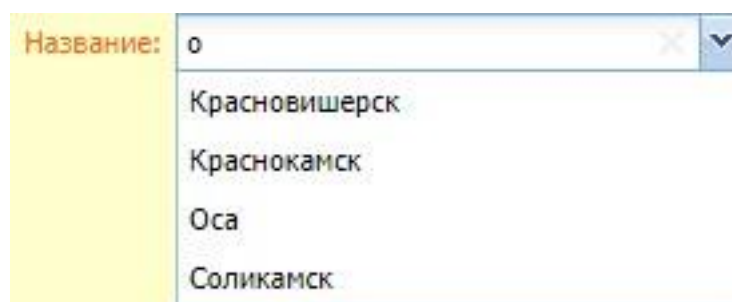 Название: о
Красновишерск
Краснокамск
Оса
Соликамск